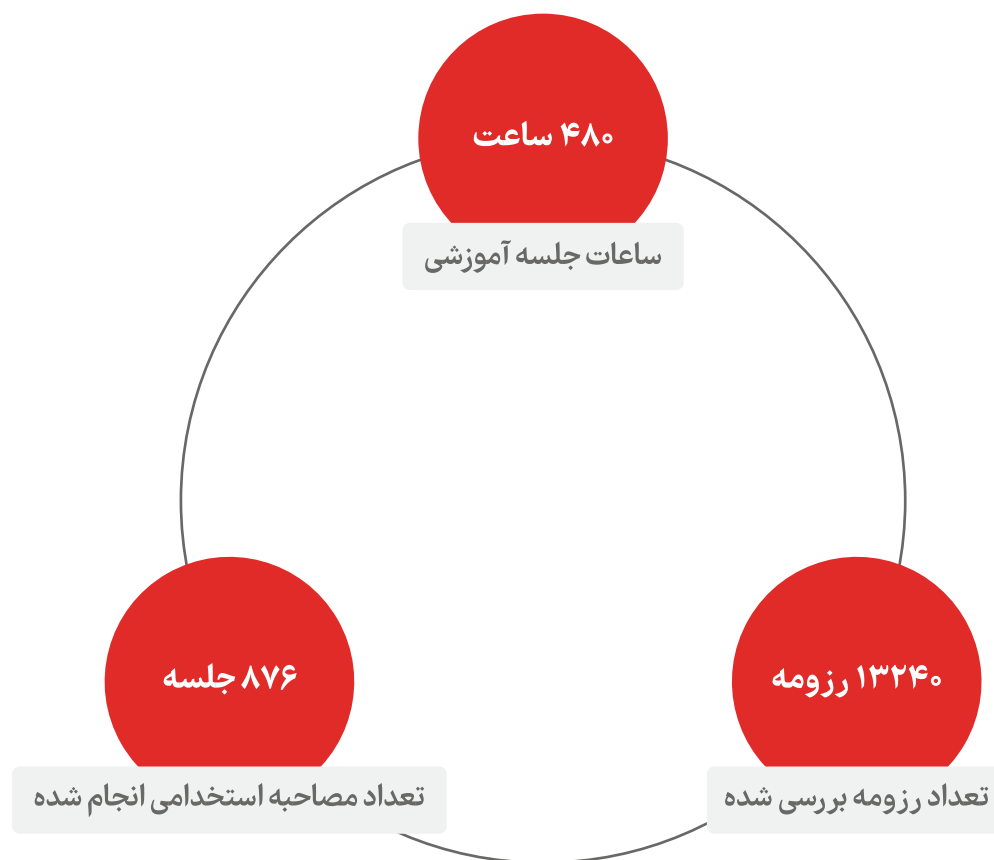 ۴۸۰ ساعت
ساعات جلسه آموزشی
۱۳۲۴۰ رزومه
تعداد رزومه بررسی شده
۸۷۶ جلسه
تعداد مصاحبه استخدامی انجام شده